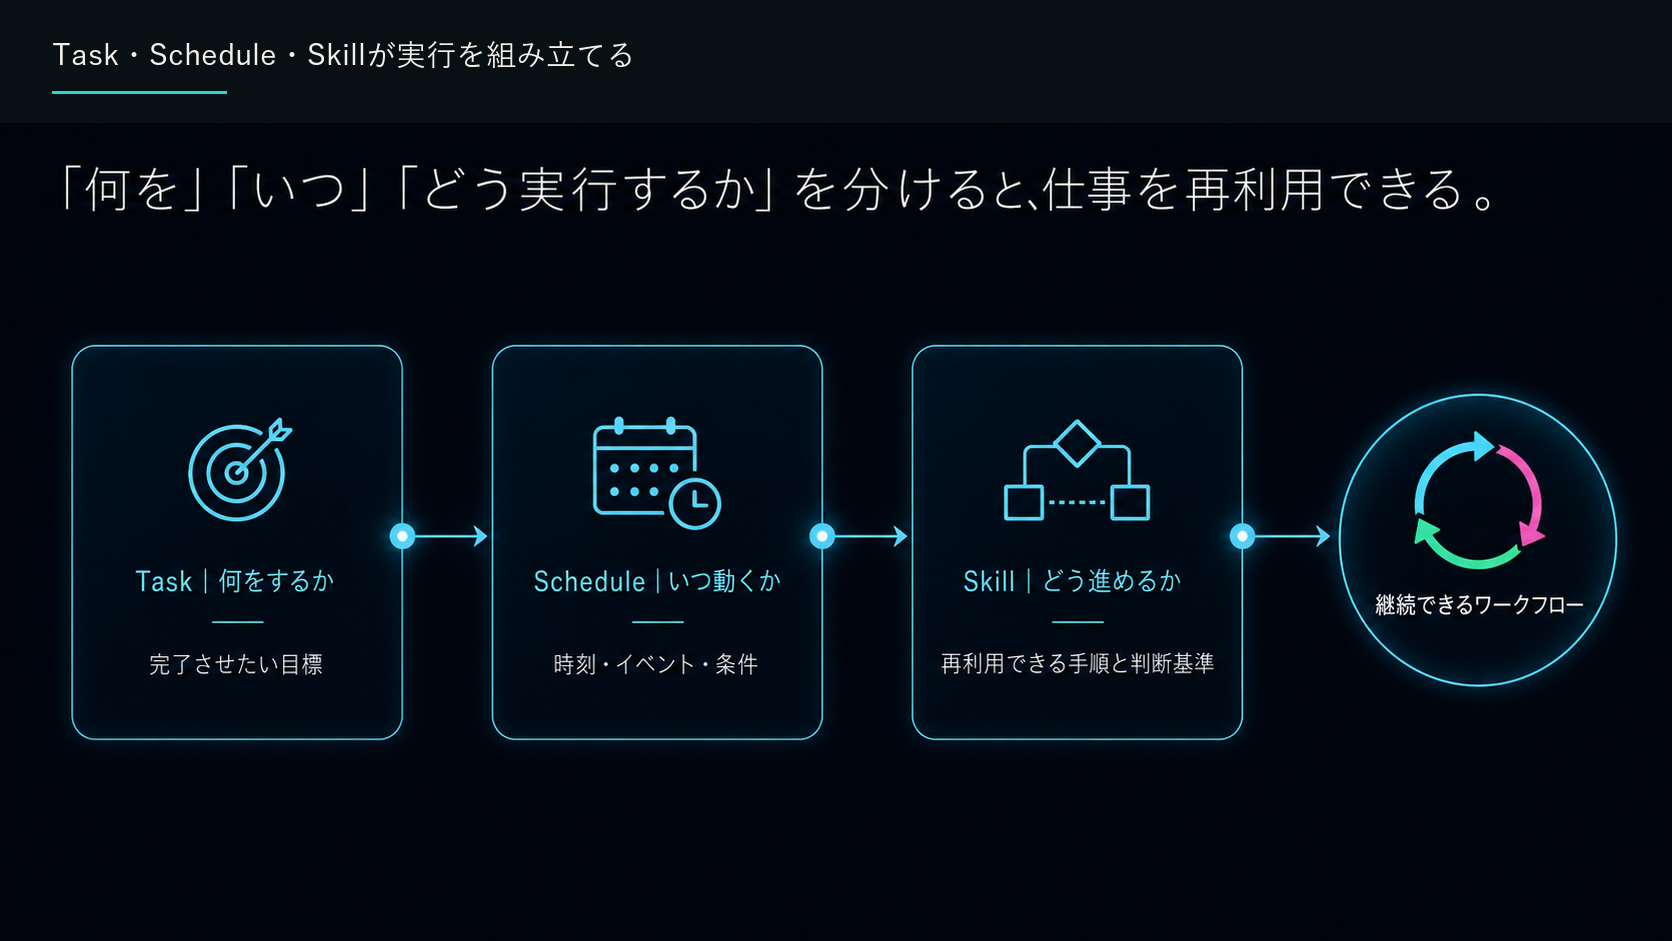 Task・Schedule・Skillが実行を組み立てる
「何を」「いつ」「どう実行するか」を分けると、仕事を再利用できる。
Task｜何をするか
完了させたい目標
Schedule｜いつ動くか
時刻・イベント・条件
Skill｜どう進めるか
再利用できる手順と判断基準
継続できるワークフロー